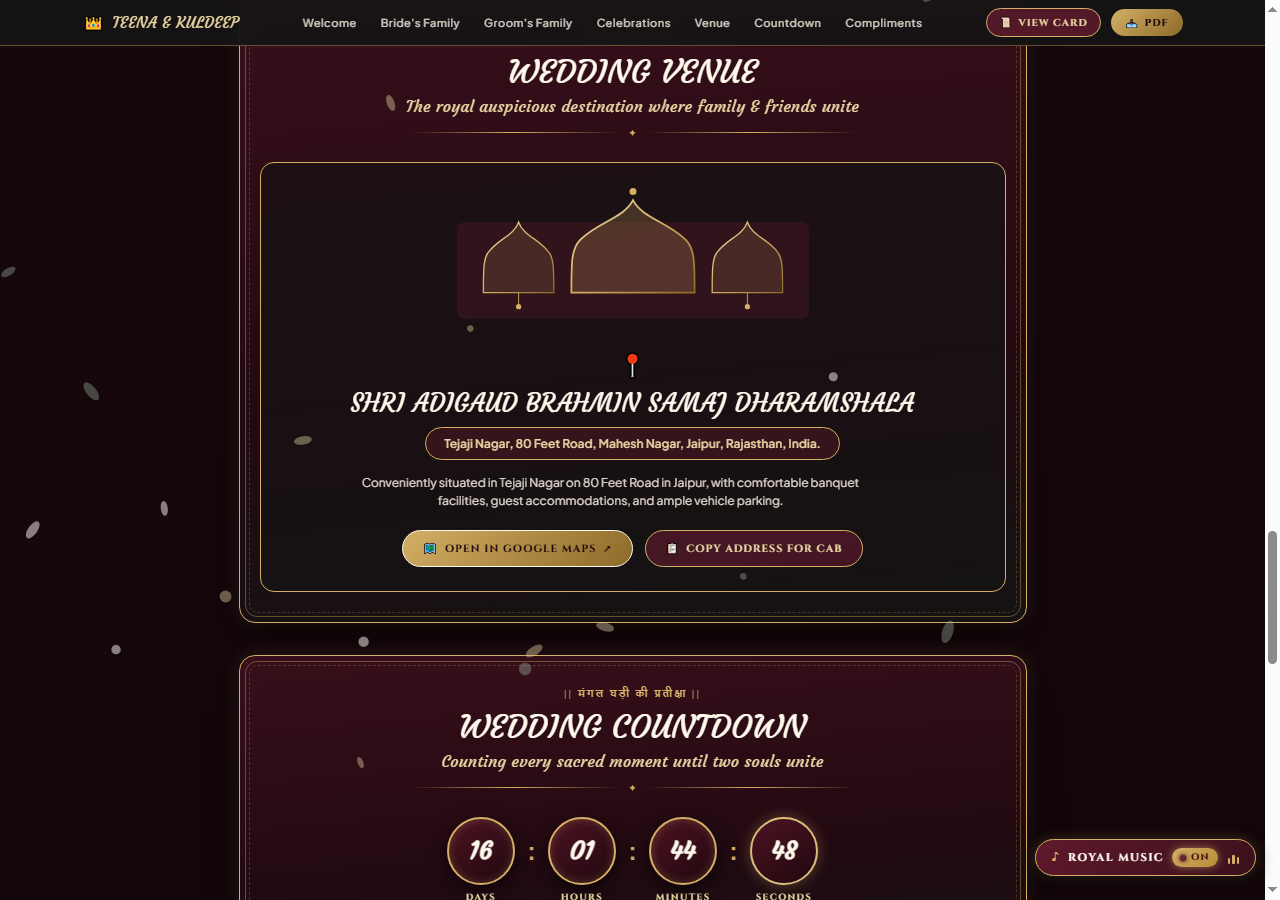 TEENA & KULDEEP
Welcome
Bride's Family
Groom's Family
Celebrations
Venue
Countdown
Compliments
VIEW CARD
PDF
WEDDING VENUE
The royal auspicious destination where family & friends unite
SHRI ADIGAUD BRAHMIN SAMAJ DHARAMSHALA
Tejaji Nagar, 80 Feet Road, Mahesh Nagar, Jaipur, Rajasthan, India.
Conveniently situated in Tejaji Nagar on 80 Feet Road in Jaipur, with comfortable banquet
facilities, guest accommodations, and ample vehicle parking.
OPEN IN GOOGLE MAPS ↗
COPY ADDRESS FOR CAB
|| मंगल घड़ी की प्रतीक्षा ||
WEDDING COUNTDOWN
Counting every sacred moment until two souls unite
16 : 01 : 44 : 48
DAYS HOURS MINUTES SECONDS
♪ ROYAL MUSIC ON